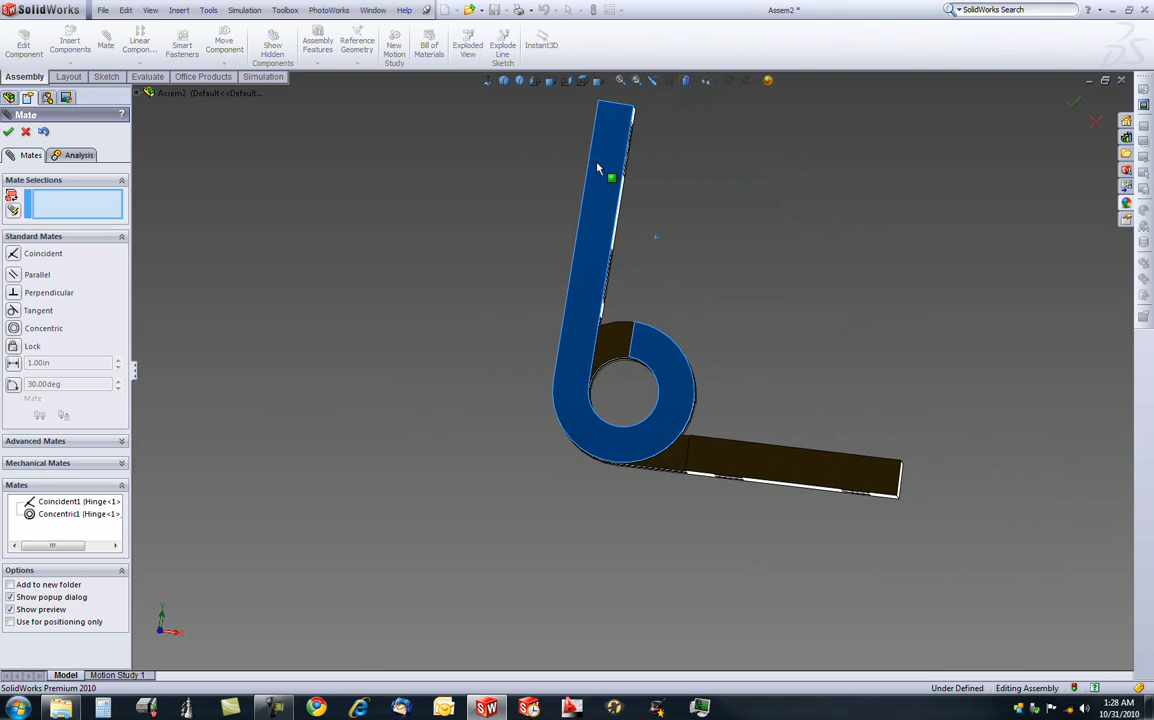 SolidWorks File Edit View Insert Tools Simulation Toolbox PhotoWorks Window Help Assem2 * SolidWorks Search
Edit Component
Insert Components
Mate
Linear Compon...
Smart Fasteners
Move Component
Show Hidden Components
Assembly Features
Reference Geometry
New Motion Study
Bill of Materials
Exploded View
Explode Line Sketch
Instant3D
Assembly Layout Sketch Evaluate Office Products Simulation
Assem2 (Default<<Default...
Mate ?
Mates Analysis
Mate Selections
Standard Mates
Coincident
Parallel
Perpendicular
Tangent
Concentric
Lock
1.00in
30.00deg
Mate
Advanced Mates
Mechanical Mates
Mates
Coincident1 (Hinge<1>
Concentric1 (Hinge<1>,
Options
Add to new folder
Show popup dialog
Show preview
Use for positioning only
Y
X
Model Motion Study 1
SolidWorks Premium 2010 Under Defined Editing Assembly
1:28 AM
10/31/2010